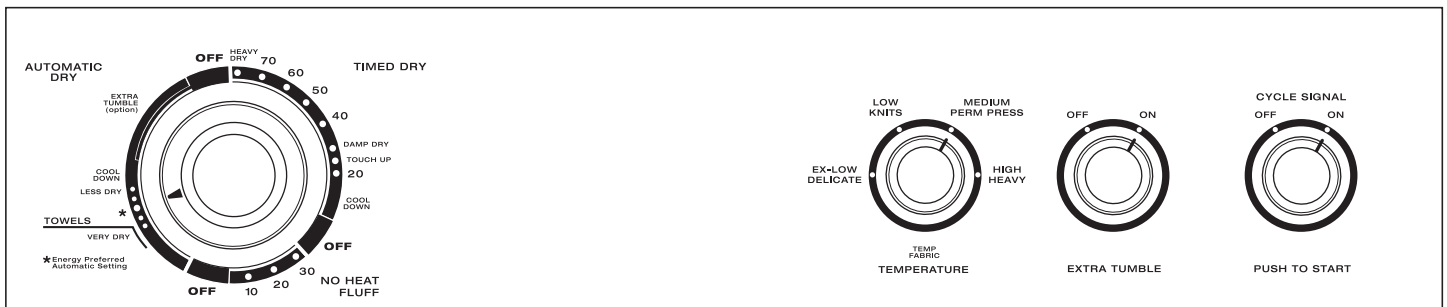 AUTOMATIC
DRY
OFF
HEAVY
DRY
70
60
50
40
TIMED DRY
DAMP DRY
TOUCH UP
20
COOL
DOWN
OFF
NO HEAT
FLUFF
30
20
10
OFF
EXTRA
TUMBLE
(option)
COOL
DOWN
LESS DRY
*
TOWELS
VERY DRY
*Energy Preferred
Automatic Setting
LOW
KNITS
MEDIUM
PERM PRESS
EX-LOW
DELICATE
HIGH
HEAVY
TEMP
FABRIC
TEMPERATURE
OFF
ON
EXTRA TUMBLE
CYCLE SIGNAL
OFF
ON
PUSH TO START